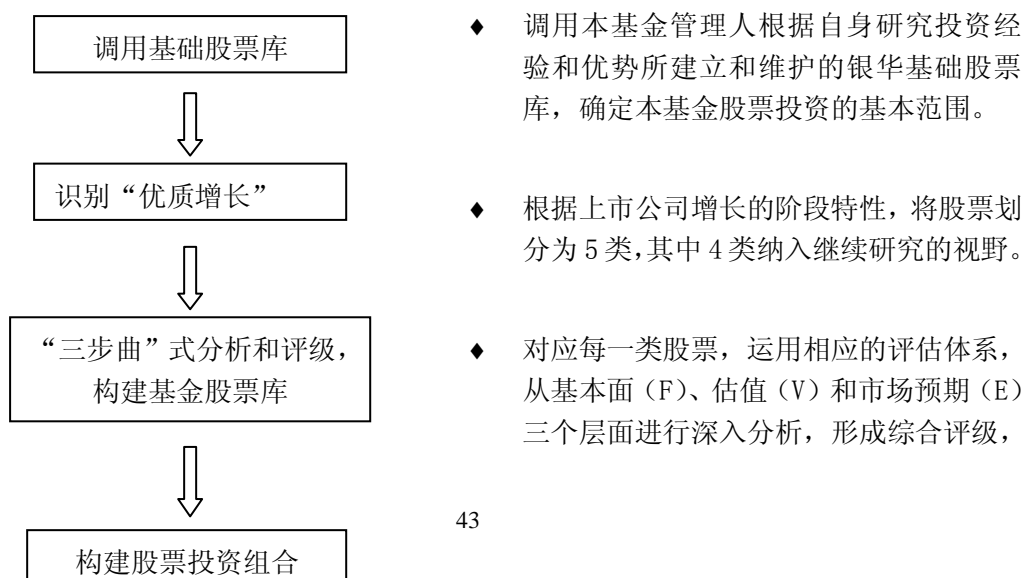 调用基础股票库
识别“优质增长”
“三步曲”式分析和评级，
构建基金股票库
构建股票投资组合
♦ 调用本基金管理人根据自身研究投资经
验和优势所建立和维护的银华基础股票
库，确定本基金股票投资的基本范围。
♦ 根据上市公司增长的阶段特性，将股票划
分为 5 类，其中 4 类纳入继续研究的视野。
♦ 对应每一类股票，运用相应的评估体系，
从基本面（F）、估值（V）和市场预期（E）
三个层面进行深入分析，形成综合评级，
43